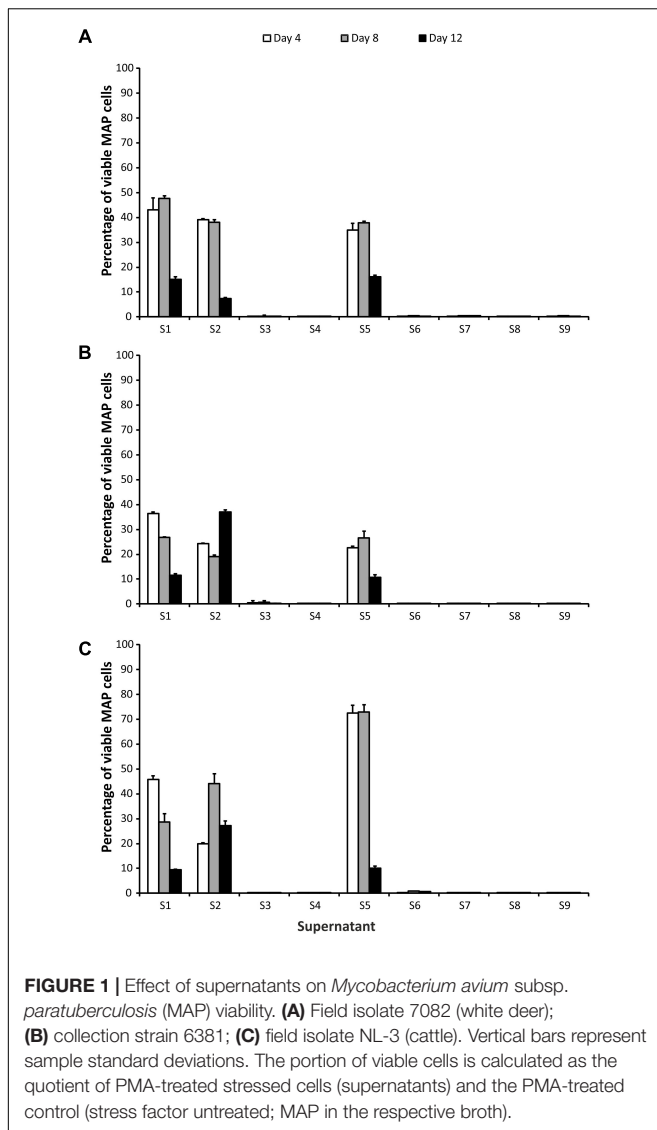 A
Day 4 Day 8 Day 12
Percentage of viable MAP cells
100
90
80
70
60
50
40
30
20
10
0
S1 S2 S3 S4 S5 S6 S7 S8 S9
B
Percentage of viable MAP cells
100
90
80
70
60
50
40
30
20
10
0
S1 S2 S3 S4 S5 S6 S7 S8 S9
C
Percentage of viable MAP cells
100
90
80
70
60
50
40
30
20
10
0
S1 S2 S3 S4 S5 S6 S7 S8 S9
Supernatant
FIGURE 1 | Effect of supernatants on Mycobacterium avium subsp.
paratuberculosis (MAP) viability. (A) Field isolate 7082 (white deer);
(B) collection strain 6381; (C) field isolate NL-3 (cattle). Vertical bars represent
sample standard deviations. The portion of viable cells is calculated as the
quotient of PMA-treated stressed cells (supernatants) and the PMA-treated
control (stress factor untreated; MAP in the respective broth).